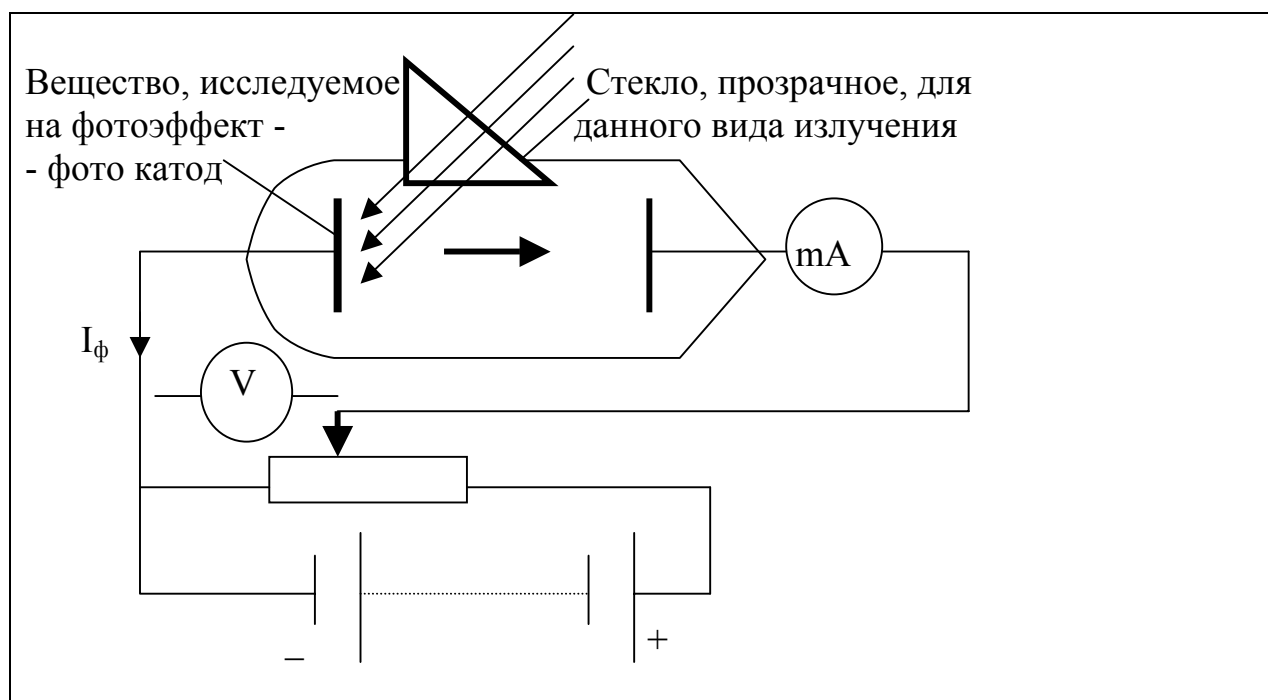 Вещество, исследуемое
на фотоэффект -
- фото катод
Стекло, прозрачное, для
данного вида излучения
mA
Iф
V
–
+